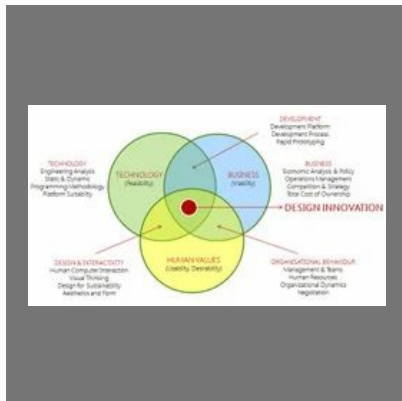 DEVELOPMENT
Development Platform
Development Process
Rapid Prototyping
TECHNOLOGY
Engineering Analysis
Static & Dynamic
Programming Methodology
Platform Suitability
TECHNOLOGY
(Feasibility)
BUSINESS
(Viability)
BUSINESS
Economic Analysis & Policy
Operations Management
Competition & Strategy
Total Cost of Ownership
DESIGN INNOVATION
HUMAN VALUES
(Usability, Desirability)
DESIGN & INTERACTIVITY
Human Computer Interaction
Visual Thinking
Design for Sustainability
Aesthetics and Form
ORGANISATIONAL BEHAVIOUR
Management & Teams
Human Resources
Organizational Dynamics
Negotiation